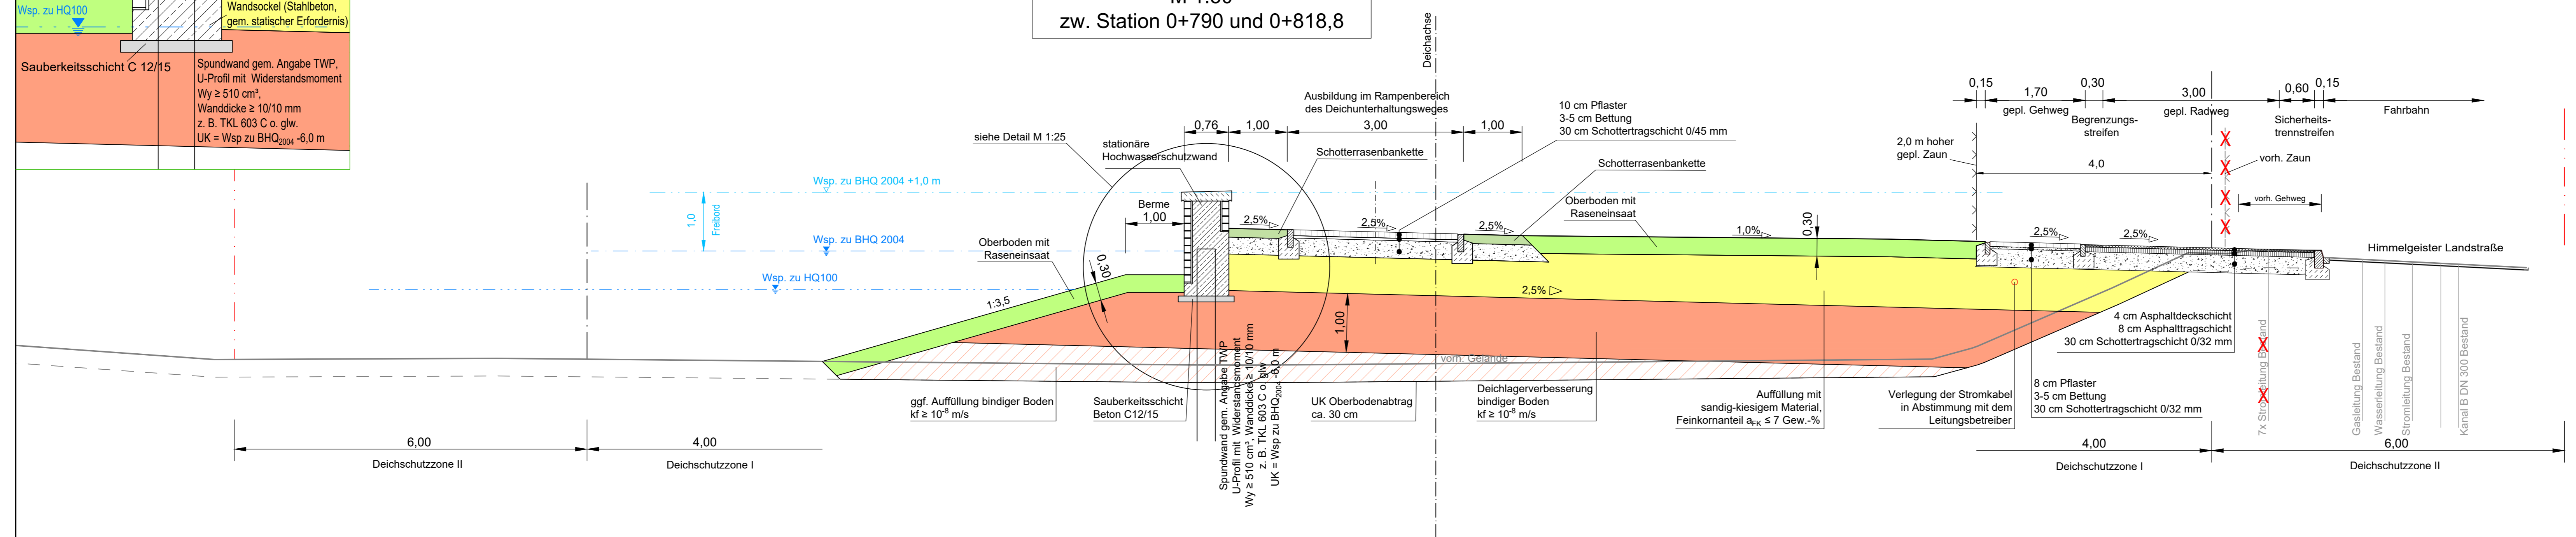 Wsp. zu HQ100
Wandsockel (Stahlbeton,
gem. statischer Erfordernis)
Sauberkeitsschicht C 12/15
Spundwand gem. Angabe TWP,
U-Profil mit Widerstandsmoment
Wy ≥ 510 cm³,
Wanddicke ≥ 10/10 mm
z. B. TKL 603 C o. glw.
UK = Wsp zu BHQ2004 -6,0 m
zw. Station 0+790 und 0+818,8
Deichachse
siehe Detail M 1:25
stationäre
Hochwasserschutzwand
0,76
1,00
3,00
1,00
Ausbildung im Rampenbereich
des Deichunterhaltungsweges
Schotterrasenbankette
10 cm Pflaster
3-5 cm Bettung
30 cm Schottertragschicht 0/45 mm
Schotterrasenbankette
Oberboden mit
Raseneinsaat
2,0 m hoher
gepl. Zaun
0,15
1,70
gepl. Gehweg
0,30
Begrenzungs-
streifen
3,00
gepl. Radweg
0,60
Sicherheits-
trennstreifen
0,15
Fahrbahn
4,0
vorh. Zaun
vorh. Gehweg
Himmelgeister Landstraße
Wsp. zu BHQ 2004 +1,0 m
1,0
Freibord
Wsp. zu BHQ 2004
Wsp. zu HQ100
Berme
1,00
Oberboden mit
Raseneinsaat
0,30
1:3,5
2,5%
2,5%
2,5%
1,0%
0,30
2,5%
2,5%
2,5%
1,00
vorh. Gelände
4 cm Asphaltdeckschicht
8 cm Asphalttragschicht
30 cm Schottertragschicht 0/32 mm
ggf. Auffüllung bindiger Boden
kf ≥ 10-8 m/s
Sauberkeitsschicht
Beton C12/15
Spundwand gem. Angabe TWP
U-Profil mit Widerstandsmoment
Wy ≥ 510 cm³, Wanddicke ≥ 10/10 mm
z. B. TKL 603 C o. glw.
UK = Wsp zu BHQ2004 -6,0 m
UK Oberbodenabtrag
ca. 30 cm
Deichlagerverbesserung
bindiger Boden
kf ≥ 10-8 m/s
Auffüllung mit
sandig-kiesigem Material,
Feinkornanteil aFK ≤ 7 Gew.-%
Verlegung der Stromkabel
in Abstimmung mit dem
Leitungsbetreiber
8 cm Pflaster
3-5 cm Bettung
30 cm Schottertragschicht 0/32 mm
7x Stromleitung Bestand
Gasleitung Bestand
Wasserleitung Bestand
Stromleitung Bestand
Kanal B DN 300 Bestand
6,00
Deichschutzzone II
4,00
Deichschutzzone I
4,00
Deichschutzzone I
6,00
Deichschutzzone II